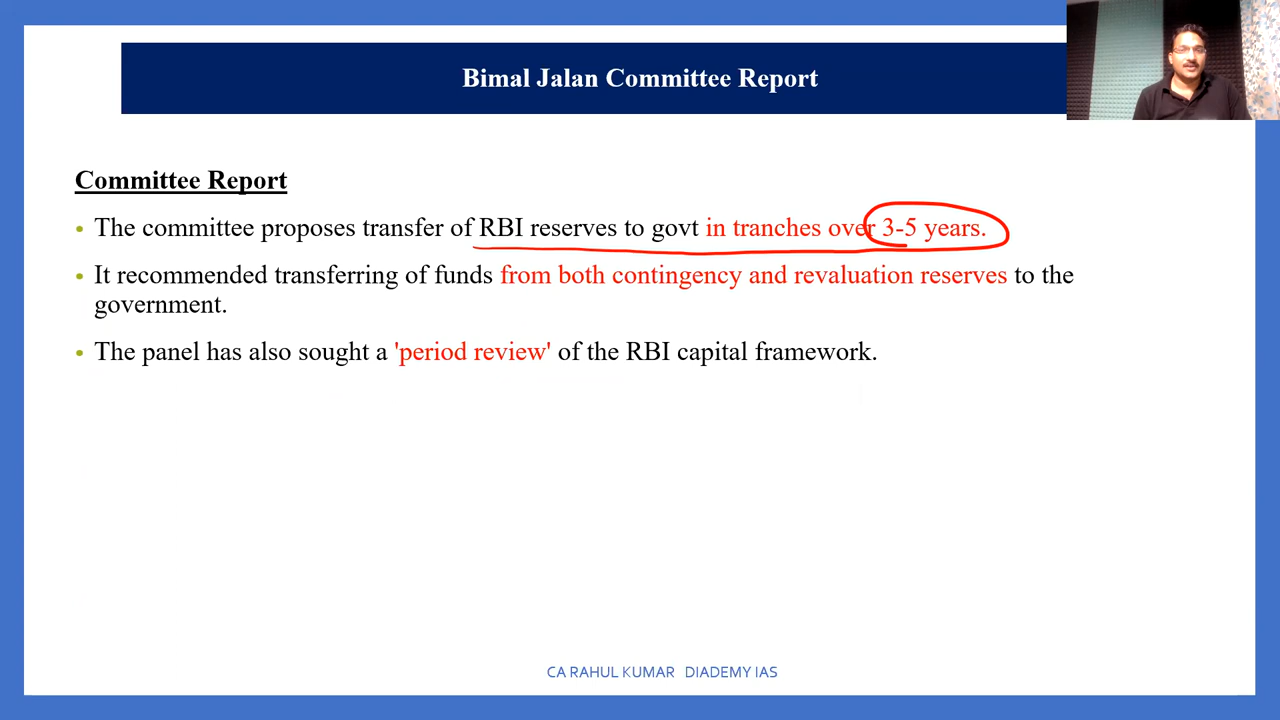 Bimal Jalan Committee Report
Committee Report
• The committee proposes transfer of RBI reserves to govt in tranches over 3-5 years.
• It recommended transferring of funds from both contingency and revaluation reserves to the
government.
• The panel has also sought a 'period review' of the RBI capital framework.
CA RAHUL KUMAR DIADEMY IAS